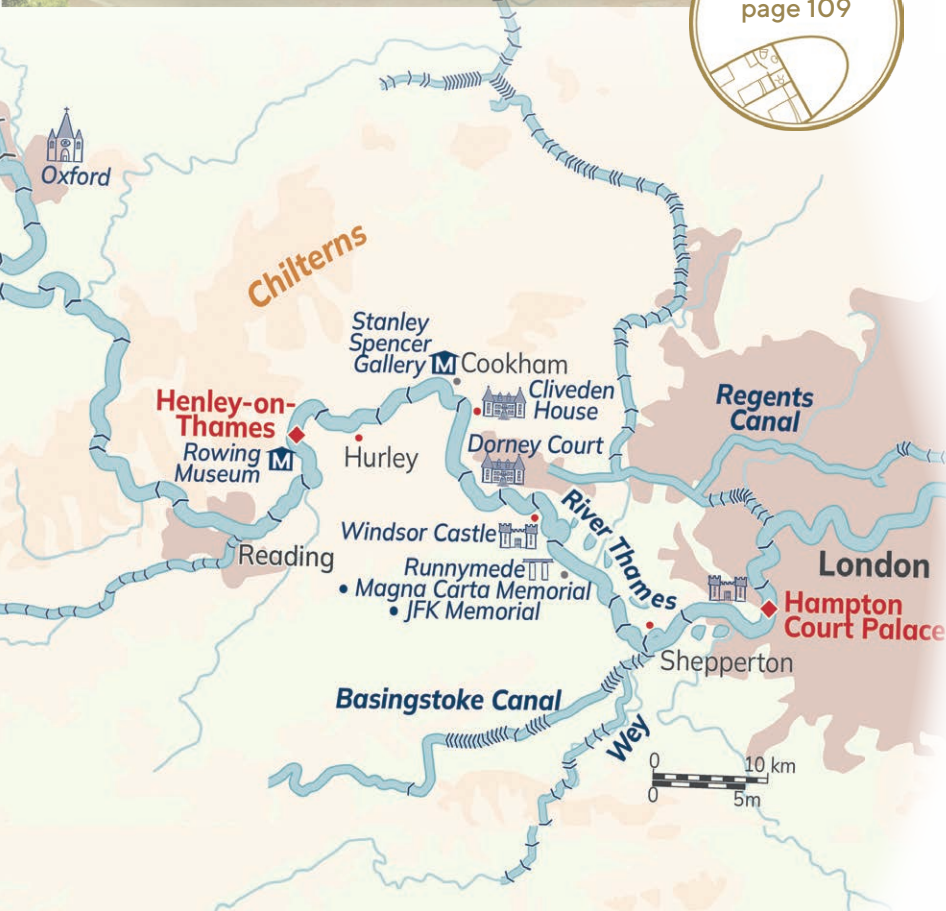 page 109
Oxford
Chilterns
Stanley
Spencer
Gallery M Cookham
Cliveden
House
Regents
Canal
Henley-on-
Thames
Rowing
Museum M
Hurley
Dorney Court
River Thames
Windsor Castle
Reading
Runnymede
• Magna Carta Memorial
• JFK Memorial
London
Hampton
Court Palace
Shepperton
Basingstoke Canal
Wey
0 10 km
0 5m